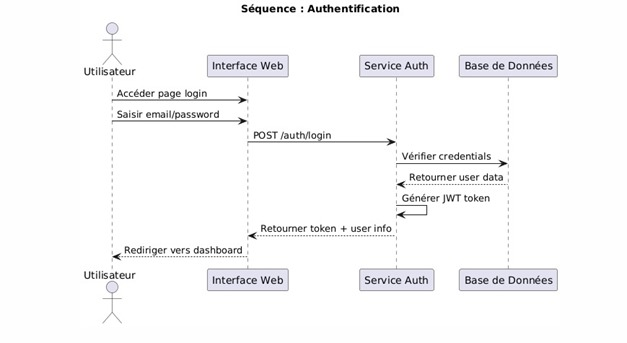 Séquence : Authentification
Utilisateur
Interface Web
Service Auth
Base de Données
Accéder page login
Saisir email/password
POST /auth/login
Vérifier credentials
Retourner user data
Générer JWT token
Retourner token + user info
Rediriger vers dashboard
Utilisateur
Interface Web
Service Auth
Base de Données